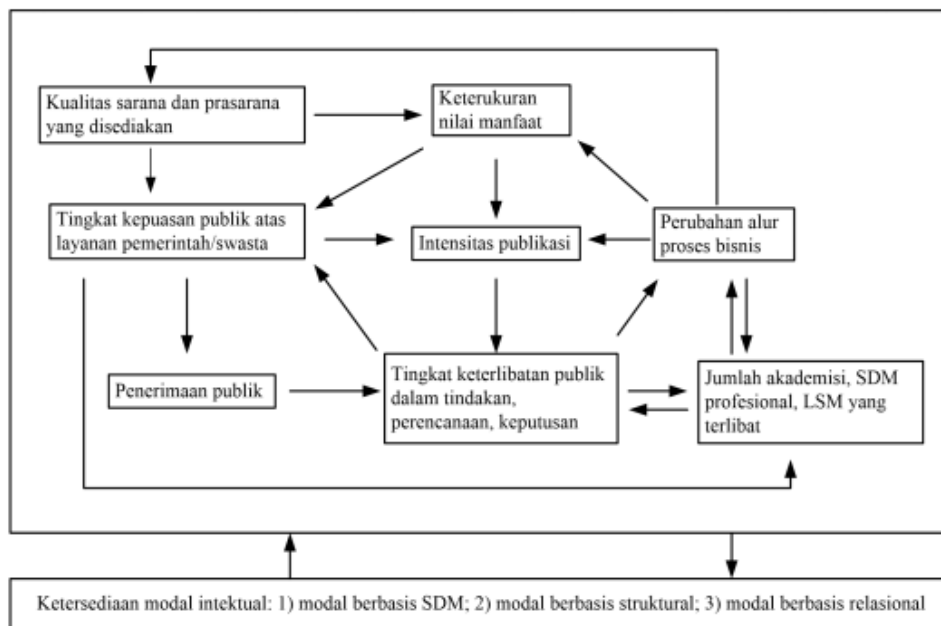 Kualitas sarana dan prasarana
yang disediakan
Keterukuran
nilai manfaat
Tingkat kepuasan publik atas
layanan pemerintah/swasta
Intensitas publikasi
Perubahan alur
proses bisnis
Penerimaan publik
Tingkat keterlibatan publik
dalam tindakan,
perencanaan, keputusan
Jumlah akademisi, SDM
profesional, LSM yang
terlibat
Ketersediaan modal intektual: 1) modal berbasis SDM; 2) modal berbasis struktural; 3) modal berbasis relasional